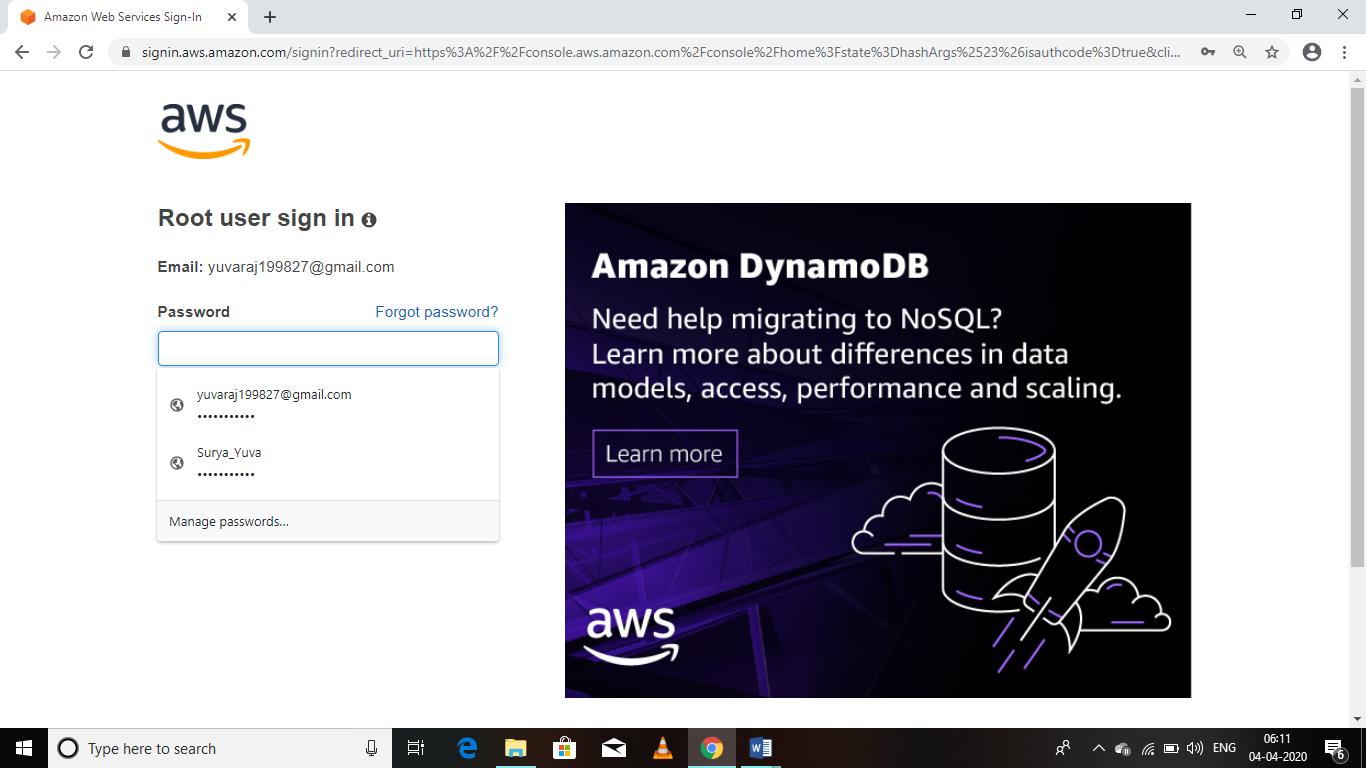 Amazon Web Services Sign-In
signin.aws.amazon.com/signin?redirect_uri=https%3A%2F%2Fconsole.aws.amazon.com%2Fconsole%2Fhome%3Fstate%3DhashArgs%2523%26isauthcode%3Dtrue&cli...
aws
Root user sign in
Email: yuvaraj199827@gmail.com
Password Forgot password?
yuvaraj199827@gmail.com
•••••••••••
Surya_Yuva
•••••••••••
Manage passwords...
Amazon DynamoDB
Need help migrating to NoSQL?
Learn more about differences in data
models, access, performance and scaling.
Learn more
aws
Type here to search
ENG
06:11
04-04-2020
6